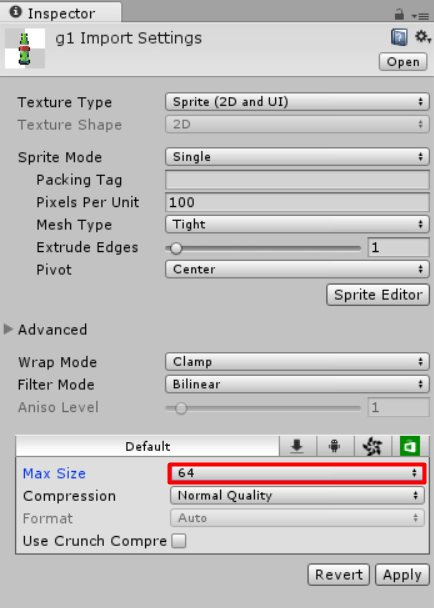 Inspector
g1 Import Settings
Open
Texture Type Sprite (2D and UI)
Texture Shape 2D
Sprite Mode Single
Packing Tag
Pixels Per Unit 100
Mesh Type Tight
Extrude Edges 1
Pivot Center
Sprite Editor
Advanced
Wrap Mode Clamp
Filter Mode Bilinear
Aniso Level 1
Default
Max Size 64
Compression Normal Quality
Format Auto
Use Crunch Compre
Revert Apply